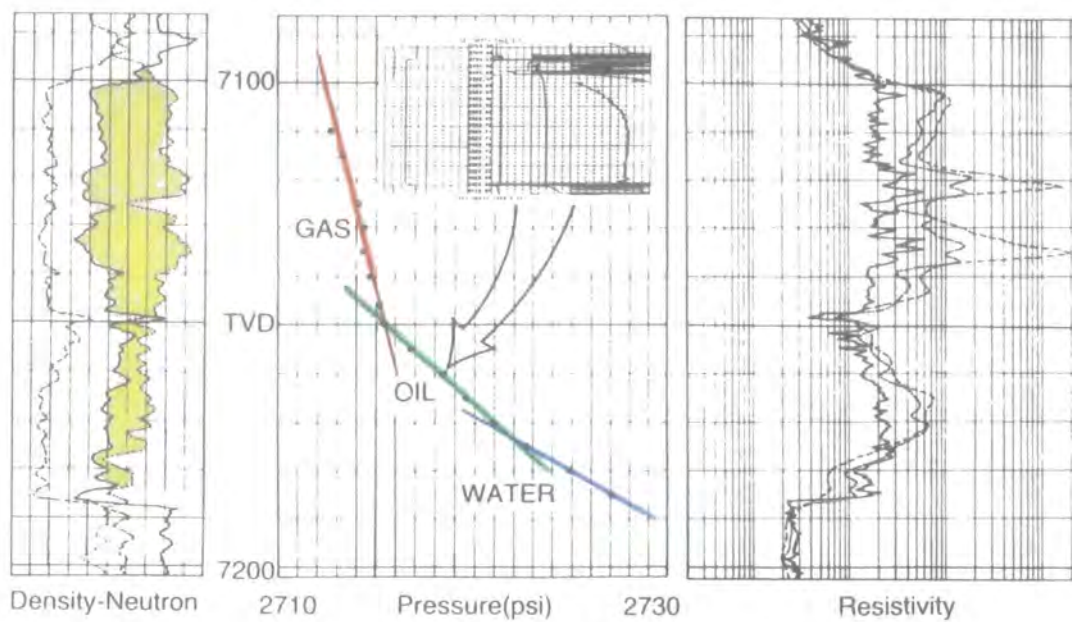 7100
GAS
TVD
OIL
WATER
7200
Density-Neutron
2710 Pressure(psi) 2730
Resistivity